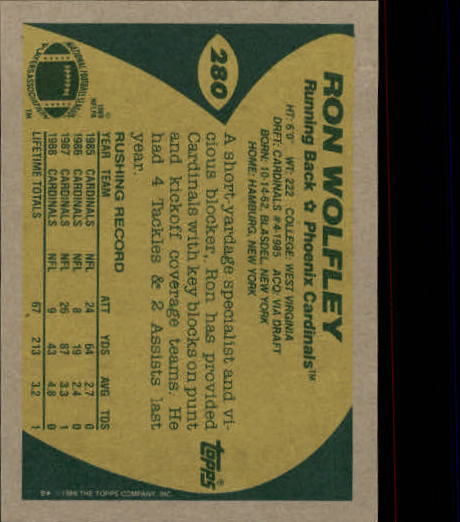 280
RON WOLFLEY
Running Back ☆ Phoenix Cardinals™
HT: 6'0" WT: 222 COLLEGE: WEST VIRGINIA
DRFT: CARDINALS #4-1985 ACQ: VIA DRAFT
BORN: 10-14-62, BLASDEL, NEW YORK
HOME: HAMBURG, NEW YORK
A short-yardage specialist and vi-
cious blocker, Ron has provided
Cardinals with key blocks on punt
and kickoff coverage teams. He
had 4 Tackles & 2 Assists last
year.
topps
RUSHING RECORD
YEAR TEAM ATT YDS AVG TDS
1985 CARDINALS NFL 24 64 2.7 0
1986 CARDINALS NFL 8 19 2.4 0
1987 CARDINALS NFL 26 87 3.3 1
1988 CARDINALS NFL 9 43 4.8 0
LIFETIME TOTALS 67 213 3.2 1
©
NFLPA
TM
THE TOPPS COMPANY, INC.